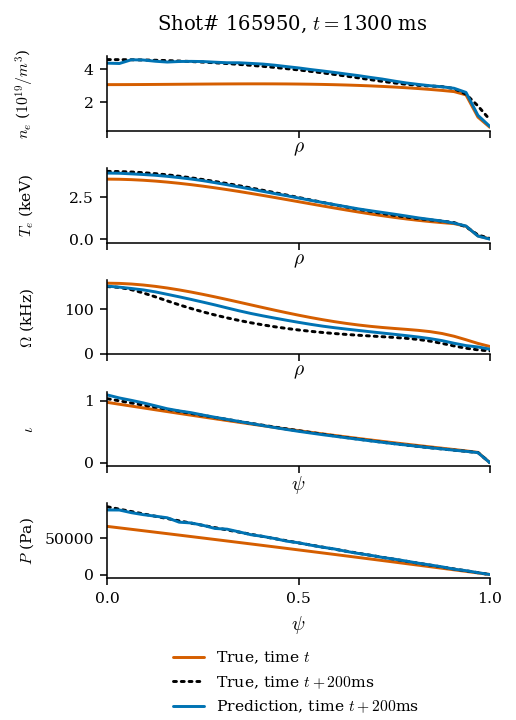 Shot# 165950, t = 1300 ms
n_e (10^19/m^3)
4
2
ρ
T_e (keV)
2.5
0.0
ρ
Ω (kHz)
100
0
ρ
ι
1
0
ψ
P (Pa)
50000
0
0.0 0.5 1.0
ψ
True, time t
True, time t + 200ms
Prediction, time t + 200ms